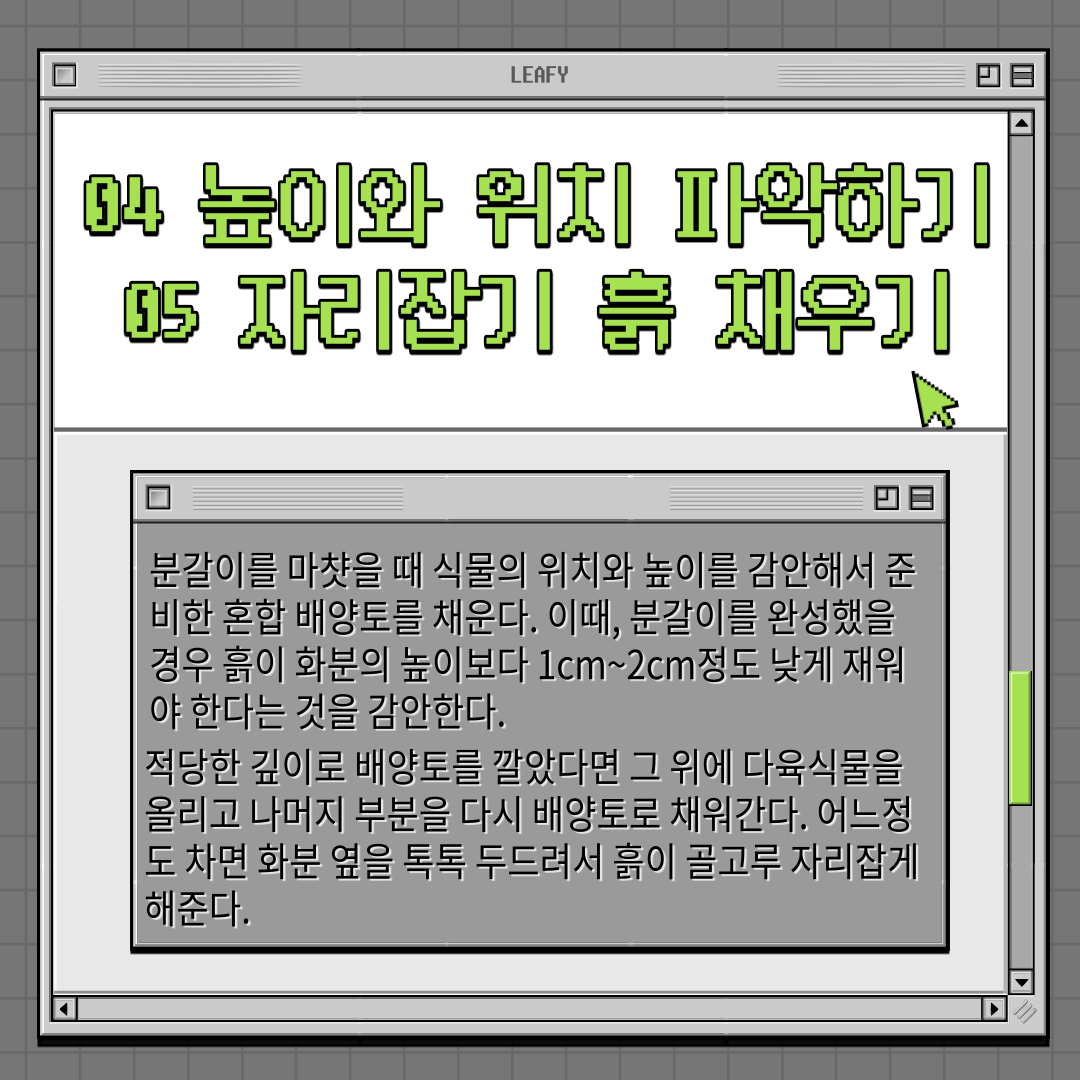 LEAFY
04 높이와 위치 파악하기
05 자리잡기 흙 채우기
분갈이를 마챳을 때 식물의 위치와 높이를 감안해서 준
비한 혼합 배양토를 채운다. 이때, 분갈이를 완성했을
경우 흙이 화분의 높이보다 1cm~2cm정도 낮게 재워
야 한다는 것을 감안한다.
적당한 깊이로 배양토를 깔았다면 그 위에 다육식물을
올리고 나머지 부분을 다시 배양토로 채워간다. 어느정
도 차면 화분 옆을 톡톡 두드려서 흙이 골고루 자리잡게
해준다.